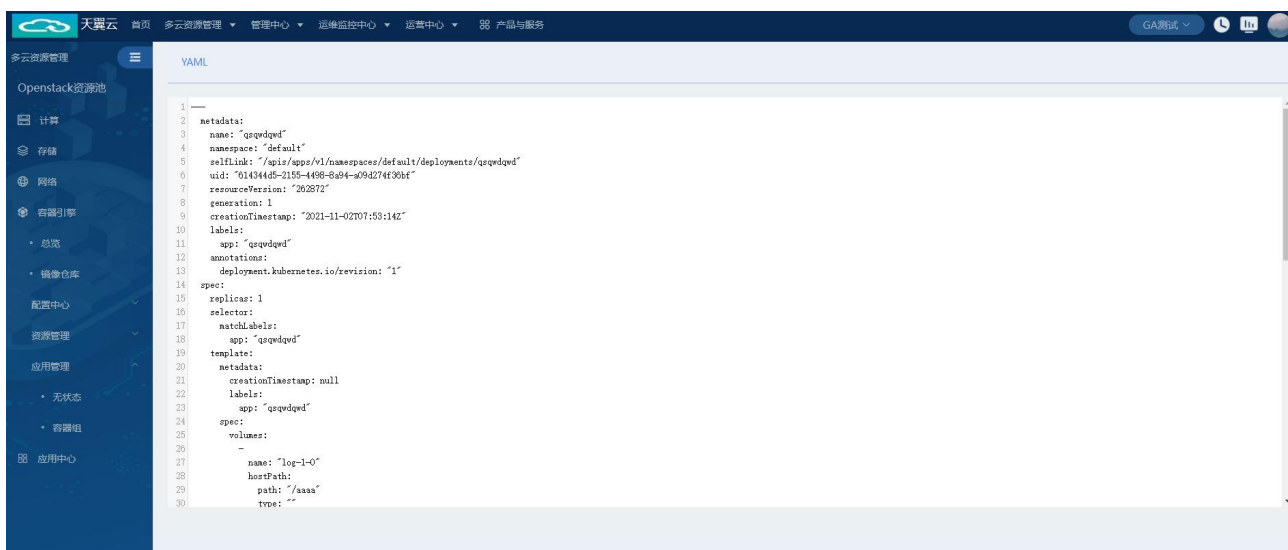 天翼云 首页 多云资源管理 管理中心 运维监控中心 运营中心 产品与服务 GA测试
多云资源管理
Openstack资源池
计算
存储
网络
容器引擎
总览
镜像仓库
配置中心
资源管理
应用管理
无状态
容器组
应用中心
YAML
1 ---
2 metadata:
3 name: "qsqwdqwd"
4 namespace: "default"
5 selfLink: "/apis/apps/v1/namespaces/default/deployments/qsqwdqwd"
6 uid: "614344d5-2155-4498-8a94-a09d274f36bf"
7 resourceVersion: "262872"
8 generation: 1
9 creationTimestamp: "2021-11-02T07:53:14Z"
10 labels:
11 app: "qsqwdqwd"
12 annotations:
13 deployment.kubernetes.io/revision: "1"
14 spec:
15 replicas: 1
16 selector:
17 matchLabels:
18 app: "qsqwdqwd"
19 template:
20 metadata:
21 creationTimestamp: null
22 labels:
23 app: "qsqwdqwd"
24 spec:
25 volumes:
26 -
27 name: "log-1-0"
28 hostPath:
29 path: "/aaaa"
30 type: ""